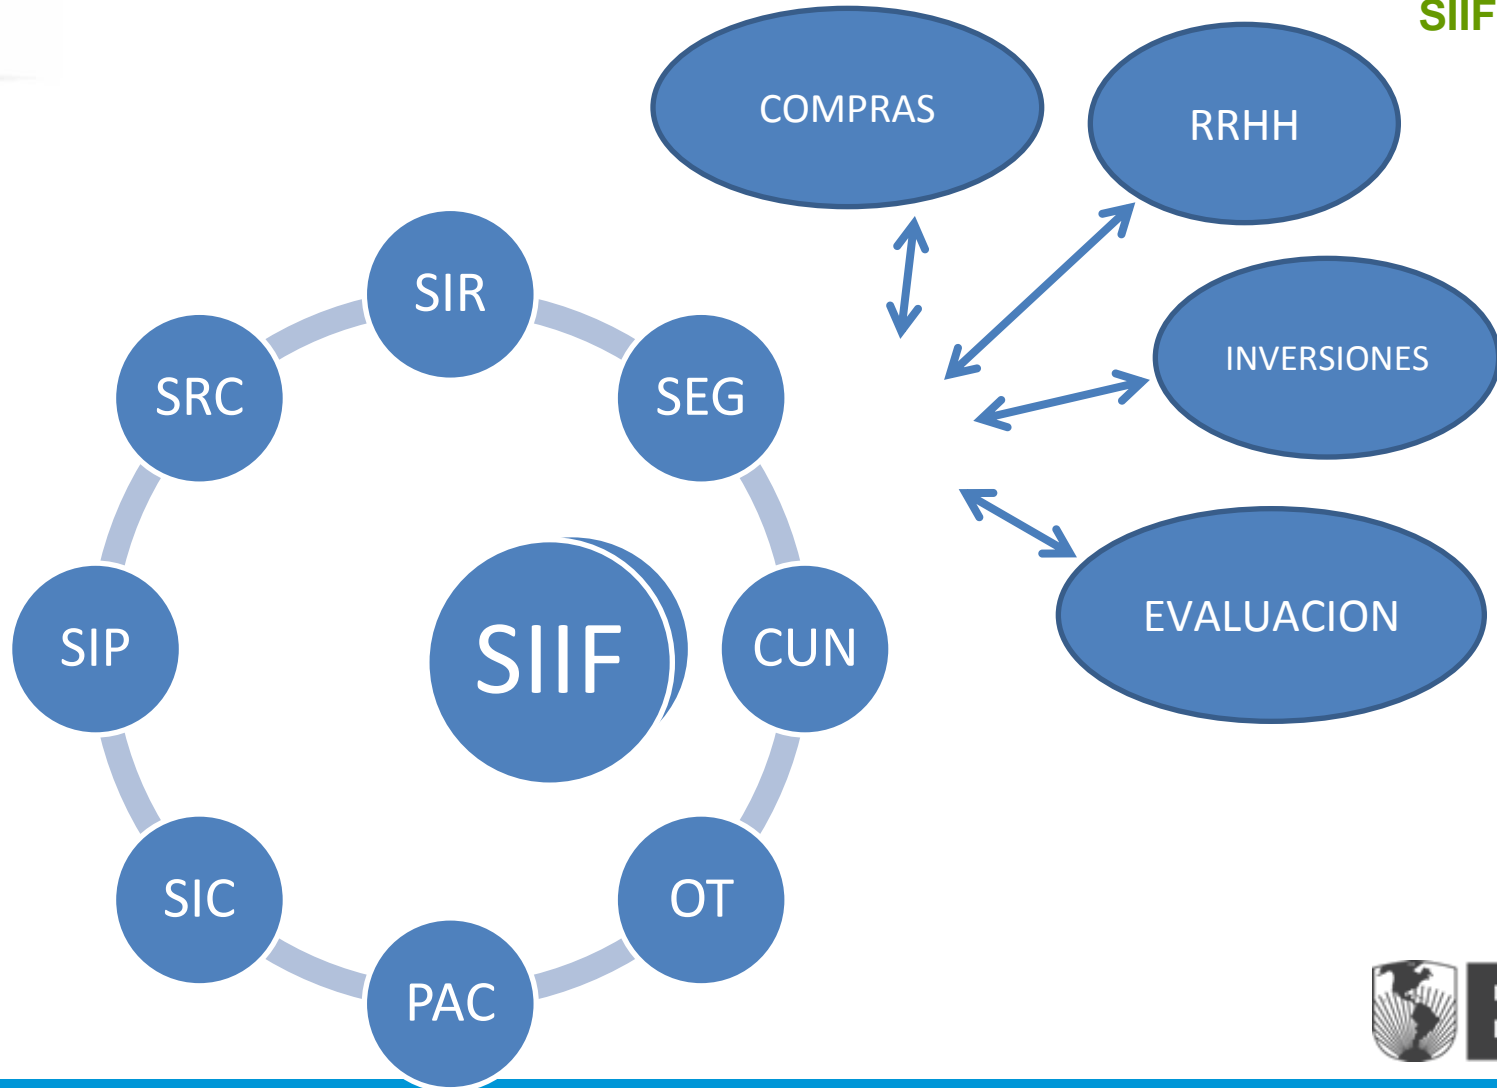 SIIF
COMPRAS
RRHH
SIR
INVERSIONES
SRC
SEG
EVALUACION
SIP
SIIF
CUN
SIC
OT
PAC